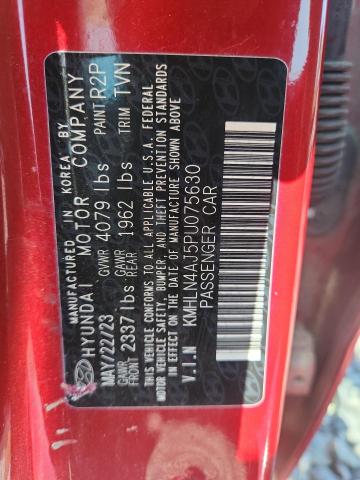 MANUFACTURED IN KOREA BY
HYUNDAI MOTOR COMPANY
MAY/22/23 GVWR 4079 lbs PAINT R2P
GAWR FRONT 2337 lbs GAWR REAR 1962 lbs TRIM TVN
THIS VEHICLE CONFORMS TO ALL APPLICABLE U.S.A. FEDERAL
MOTOR VEHICLE SAFETY, BUMPER, AND THEFT PREVENTION STANDARDS
IN EFFECT ON THE DATE OF MANUFACTURE SHOWN ABOVE.
V.I.N KMHLN4AJ5PU075630
PASSENGER CAR